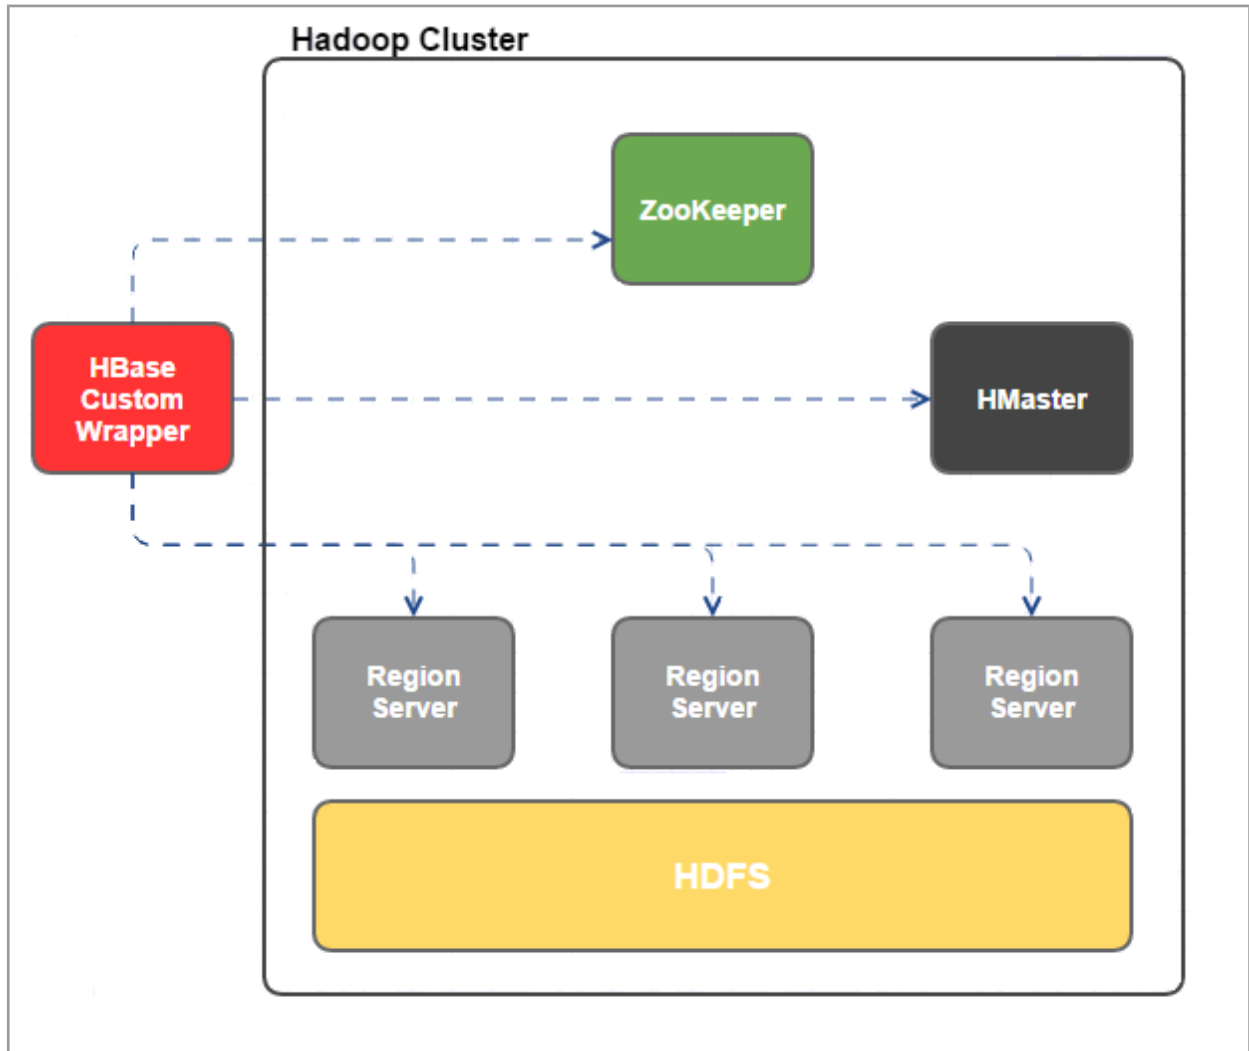 Hadoop Cluster
ZooKeeper
HBase
Custom
Wrapper
HMaster
Region
Server
Region
Server
Region
Server
HDFS